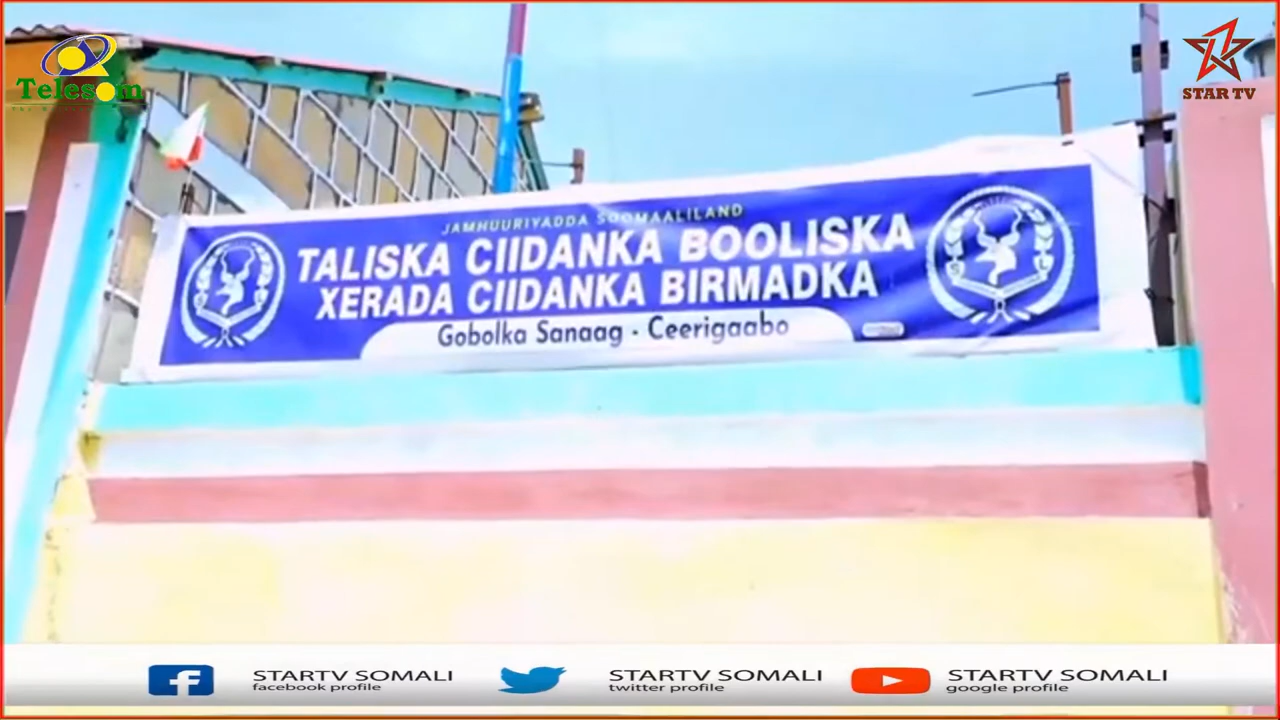 Telesom
STAR TV
JAMHUURIYADDA SOOMAALILAND
TALISKA CIIDANKA BOOLISKA
XERADA CIIDANKA BIRMADKA
Gobolka Sanaag - Ceerigaabo
STARTV SOMALI
facebook profile
STARTV SOMALI
twitter profile
STARTV SOMALI
google profile